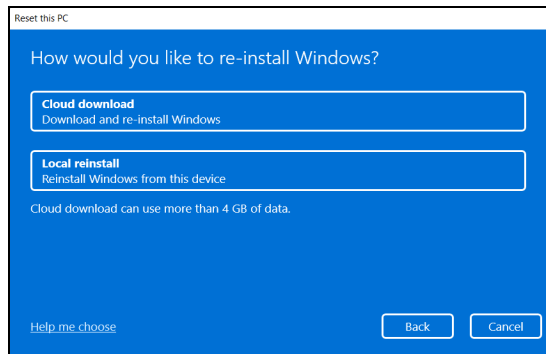 Reset this PC
How would you like to re-install Windows?
Cloud download
Download and re-install Windows
Local reinstall
Reinstall Windows from this device
Cloud download can use more than 4 GB of data.
Help me choose
Back
Cancel